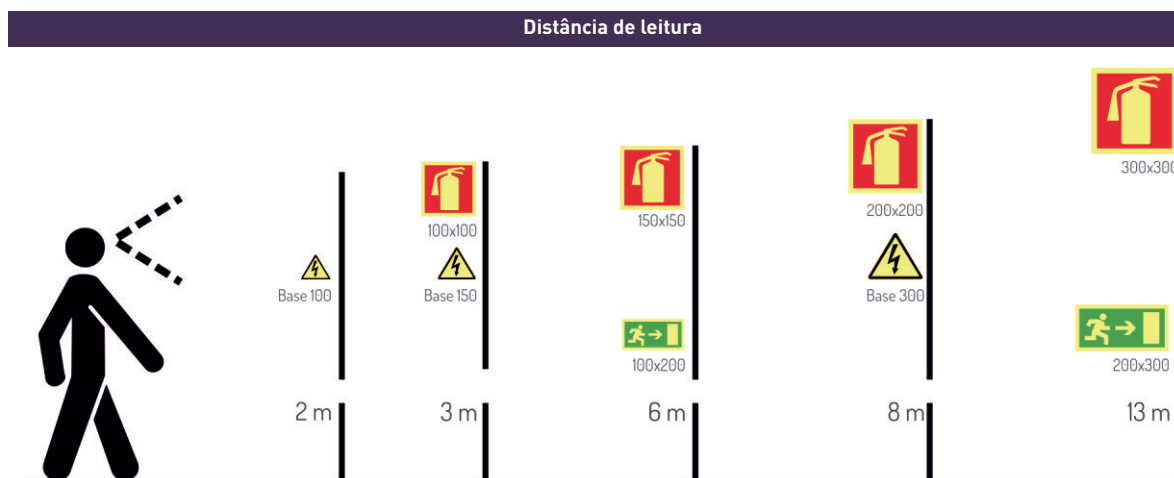 Distância de leitura
300x300
200x200
150x150
100x100
Base 100
Base 150
Base 300
100x200
200x300
2 m
3 m
6 m
8 m
13 m